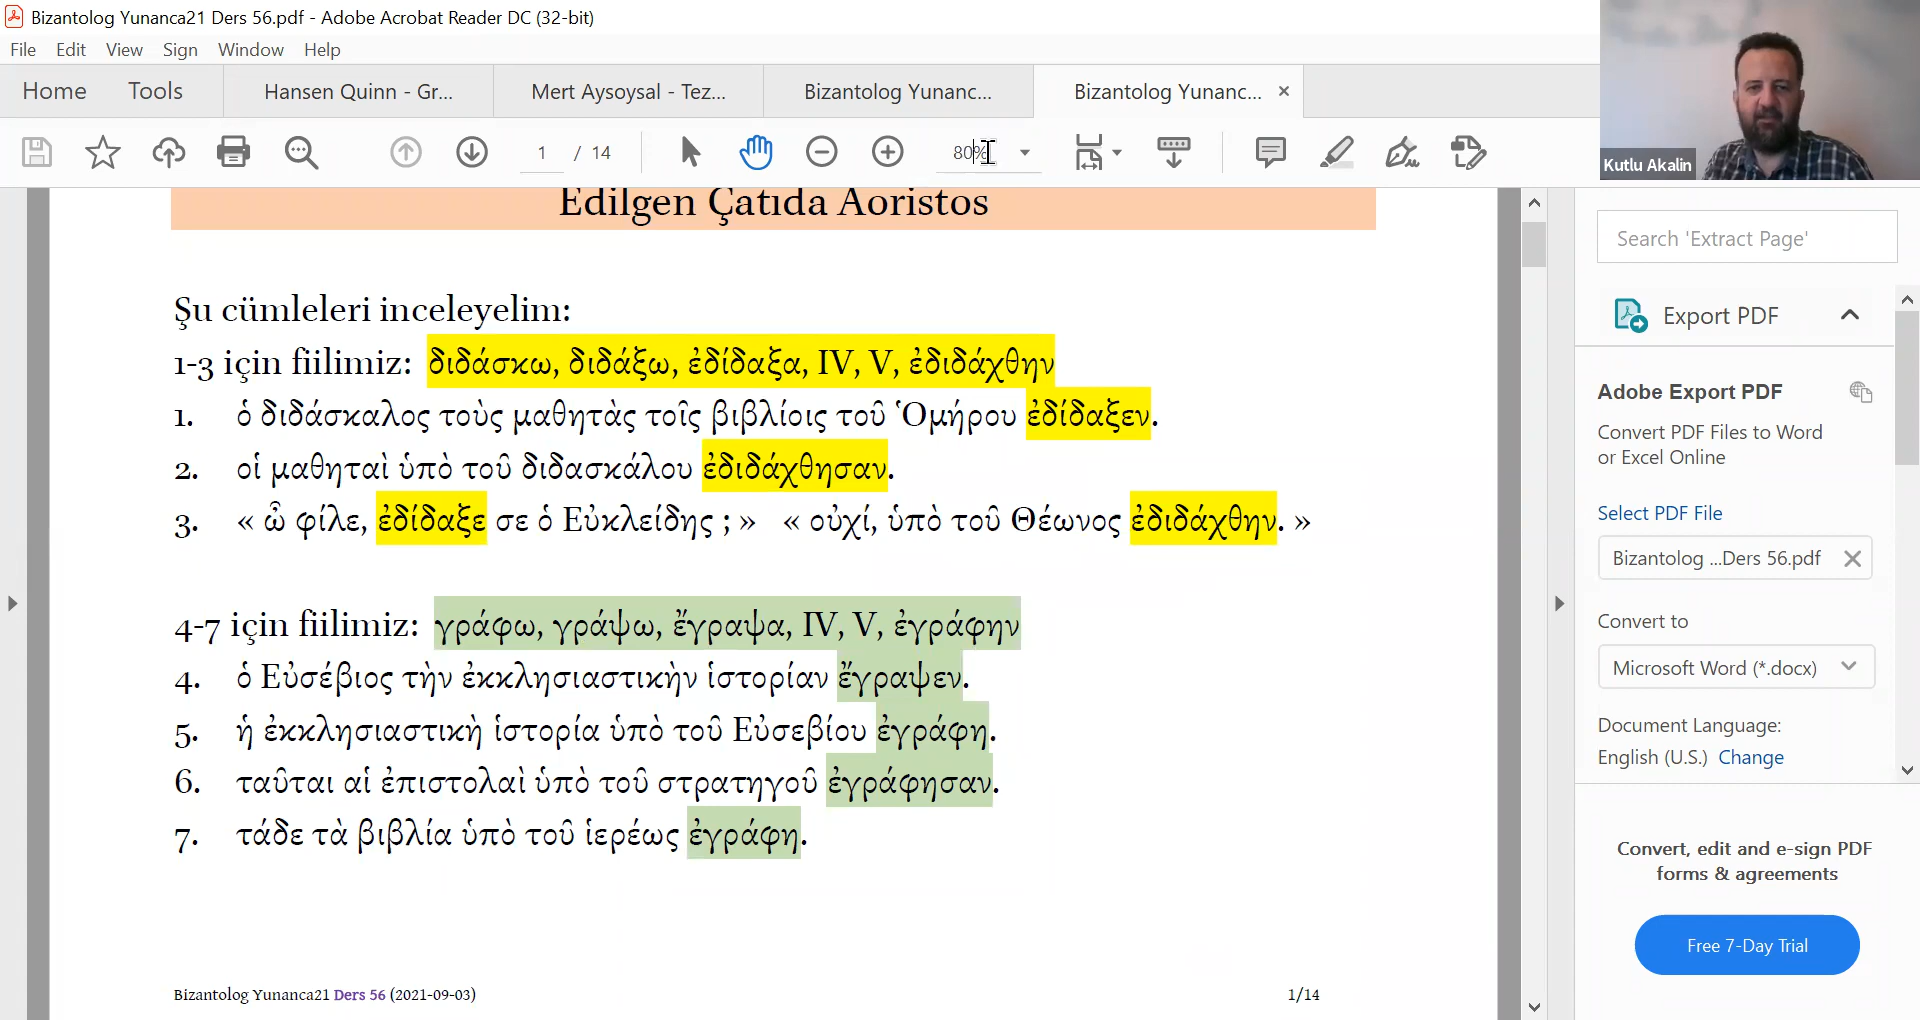 Bizantolog Yunanca21 Ders 56.pdf - Adobe Acrobat Reader DC (32-bit)
File Edit View Sign Window Help
Home Tools Hansen Quinn - Gr... Mert Aysoysal - Tez... Bizantolog Yunanc... Bizantolog Yunanc... ×
1 / 14 80%
Kutlu Akalin
Edilgen Çatıda Aoristos
Şu cümleleri inceleyelim:
1-3 için fiilimiz: διδάσκω, διδάξω, ἐδίδαξα, IV, V, ἐδιδάχθην
1. ὁ διδάσκαλος τοὺς μαθητὰς τοῖς βιβλίοις τοῦ Ὁμήρου ἐδίδαξεν.
2. οἱ μαθηταὶ ὑπὸ τοῦ διδασκάλου ἐδιδάχθησαν.
3. « ὦ φίλε, ἐδίδαξε σε ὁ Εὐκλείδης ; » « οὐχί, ὑπὸ τοῦ Θέωνος ἐδιδάχθην. »
4-7 için fiilimiz: γράφω, γράψω, ἔγραψα, IV, V, ἐγράφην
4. ὁ Εὐσέβιος τὴν ἐκκλησιαστικὴν ἱστορίαν ἔγραψεν.
5. ἡ ἐκκλησιαστικὴ ἱστορία ὑπὸ τοῦ Εὐσεβίου ἐγράφη.
6. ταῦται αἱ ἐπιστολαὶ ὑπὸ τοῦ στρατηγοῦ ἐγράφησαν.
7. τάδε τὰ βιβλία ὑπὸ τοῦ ἱερέως ἐγράφη.
Bizantolog Yunanca21 Ders 56 (2021-09-03) 1/14
Search 'Extract Page'
Export PDF
Adobe Export PDF
Convert PDF Files to Word
or Excel Online
Select PDF File
Bizantolog ...Ders 56.pdf
Convert to
Microsoft Word (*.docx)
Document Language:
English (U.S.) Change
Convert, edit and e-sign PDF
forms & agreements
Free 7-Day Trial